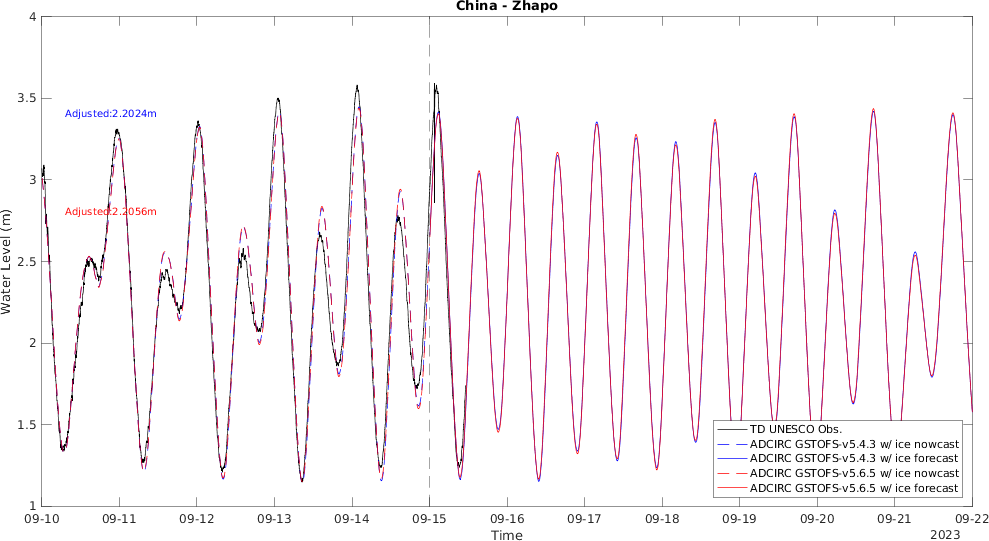 China - Zhapo
4
3.5
3
2.5
2
1.5
1
Water Level (m)
Adjusted:2.2024m
Adjusted:2.2056m
TD UNESCO Obs.
ADCIRC GSTOFS-v5.4.3 w/ ice nowcast
ADCIRC GSTOFS-v5.4.3 w/ ice forecast
ADCIRC GSTOFS-v5.6.5 w/ ice nowcast
ADCIRC GSTOFS-v5.6.5 w/ ice forecast
09-10 09-11 09-12 09-13 09-14 09-15 09-16 09-17 09-18 09-19 09-20 09-21 09-22
Time
2023